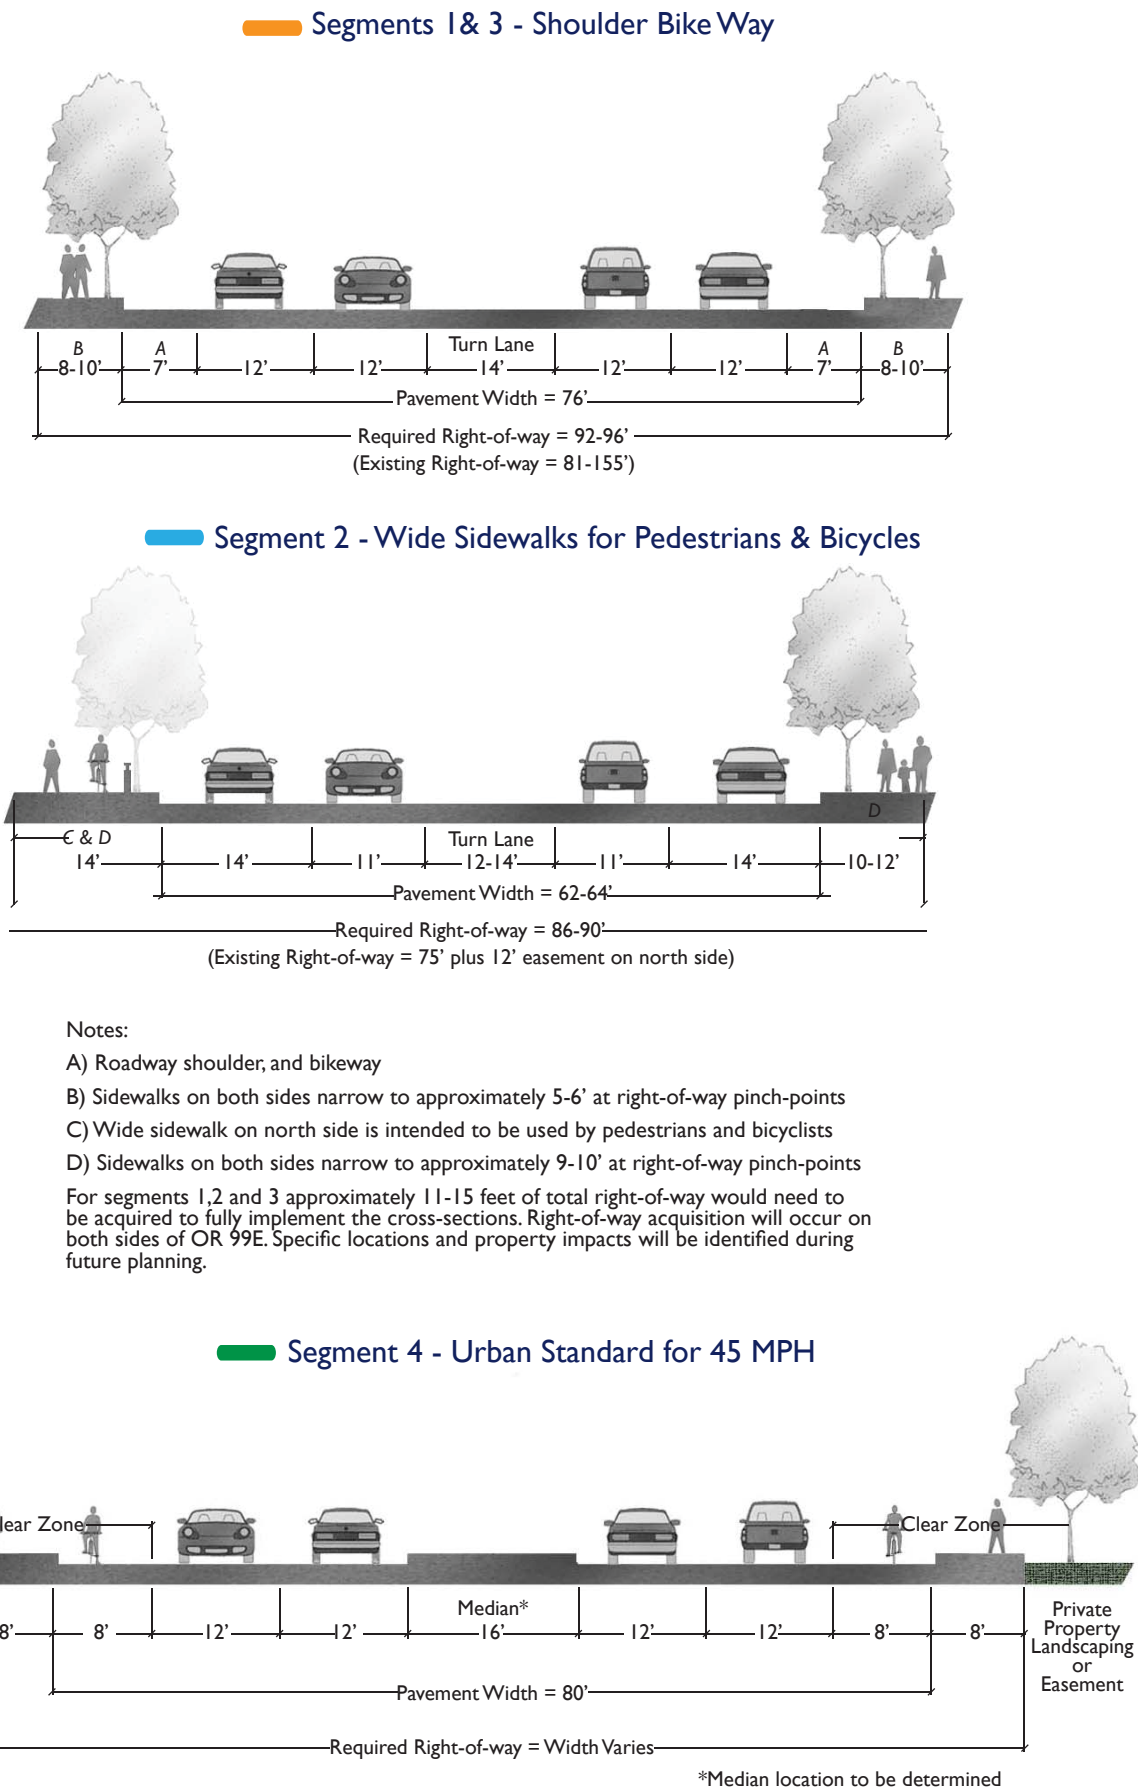 Segments 1& 3 - Shoulder Bike Way
B A Turn Lane A B
8-10' 7' 12' 12' 14' 12' 12' 7' 8-10'
Pavement Width = 76'
Required Right-of-way = 92-96'
(Existing Right-of-way = 81-155')
Segment 2 - Wide Sidewalks for Pedestrians & Bicycles
D
C & D Turn Lane
14' 14' 11' 12-14' 11' 14' 10-12'
Pavement Width = 62-64'
Required Right-of-way = 86-90'
(Existing Right-of-way = 75' plus 12' easement on north side)
Notes:
A) Roadway shoulder, and bikeway
B) Sidewalks on both sides narrow to approximately 5-6' at right-of-way pinch-points
C) Wide sidewalk on north side is intended to be used by pedestrians and bicyclists
D) Sidewalks on both sides narrow to approximately 9-10' at right-of-way pinch-points
For segments 1,2 and 3 approximately 11-15 feet of total right-of-way would need to
be acquired to fully implement the cross-sections. Right-of-way acquisition will occur on
both sides of OR 99E. Specific locations and property impacts will be identified during
future planning.
Segment 4 - Urban Standard for 45 MPH
lear Zone Clear Zone
Median*
8' 8' 12' 12' 16' 12' 12' 8' 8'
Private
Property
Landscaping
or
Easement
Pavement Width = 80'
Required Right-of-way = Width Varies
*Median location to be determined